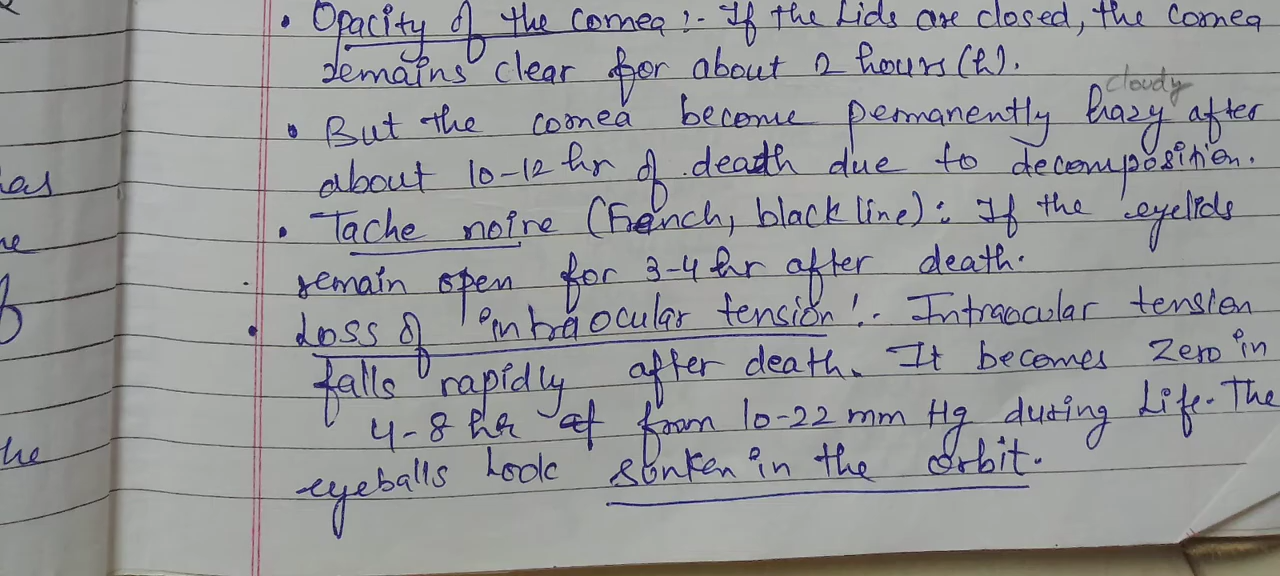 • Opacity of the cornea :- If the Lids are closed, the cornea
remains clear for about 2 hours (h).
cloudy
• But the cornea become permanently hazy after
as
about 10-12 hr of death due to decomposition.
• Tache noire (French, black line) : If the eyelids
remain open for 3-4 hr after death.
• Loss of intraocular tension :- Intraocular tension
falls rapidly after death. It becomes Zero in
4-8 hr from 10-22 mm Hg during Life. The
he
eyeballs Look sunken in the orbit.